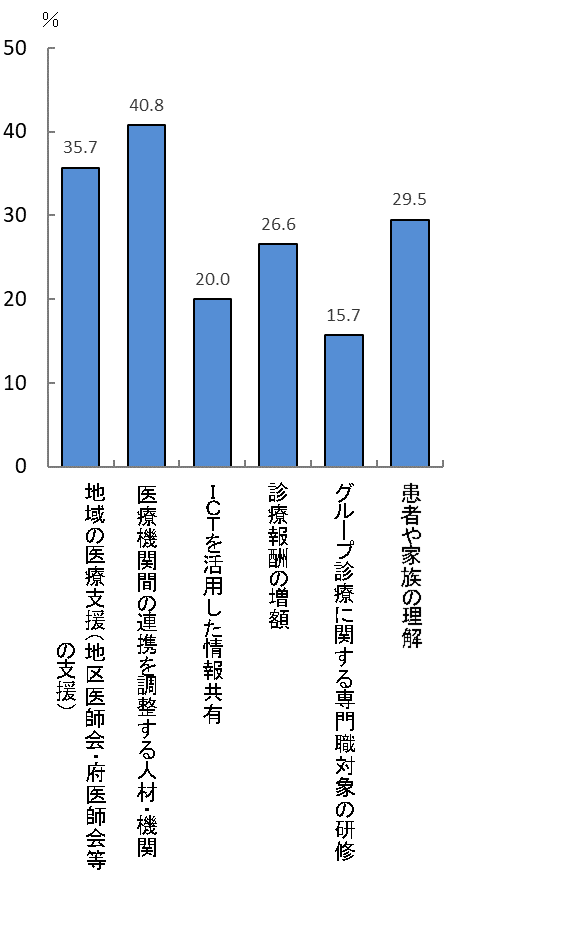 %
50
40
30
20
10
0
35.7
40.8
20.0
26.6
15.7
29.5
地域の医療支援(地区医師会・府医師会等
の支援)
医療機関間の連携を調整する人材・機関
ICTを活用した情報共有
診療報酬の増額
グループ診療に関する専門職対象の研修
患者や家族の理解